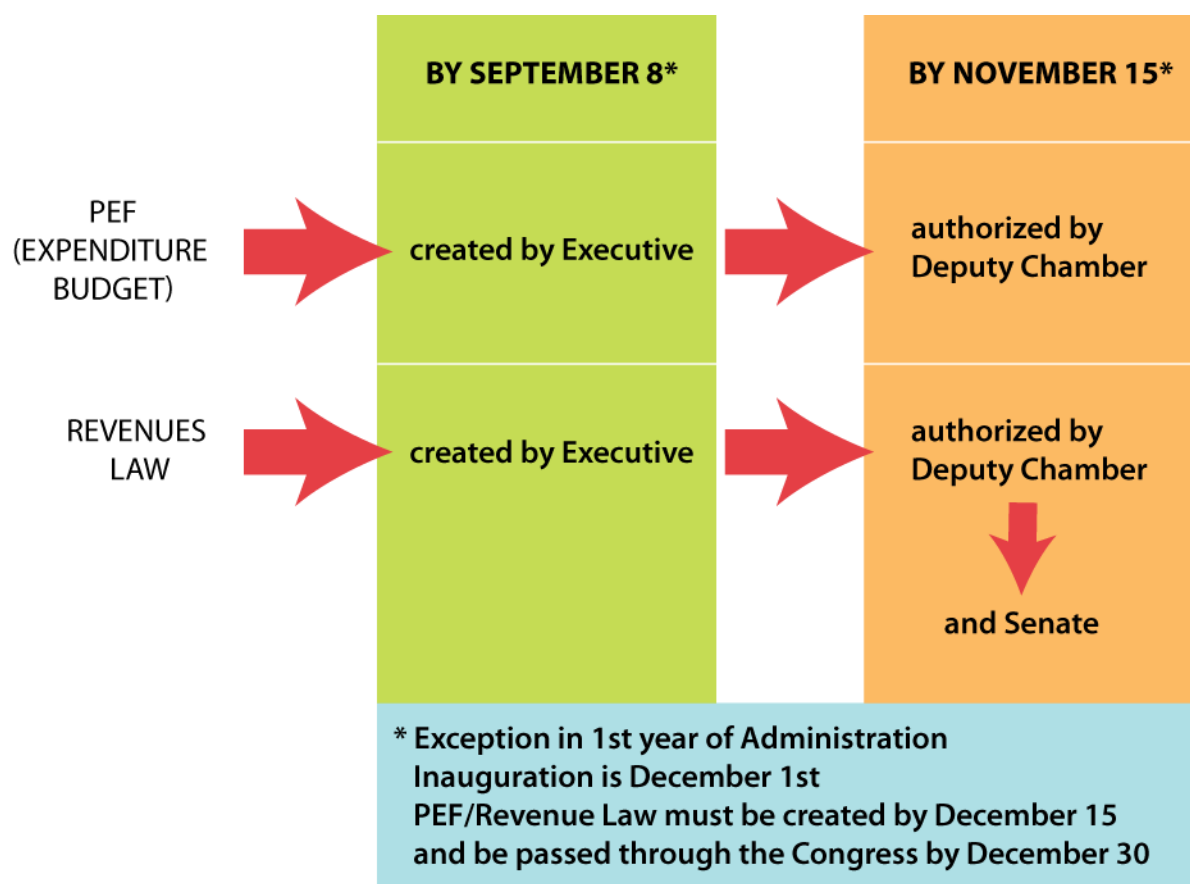 BY SEPTEMBER 8*
BY NOVEMBER 15*
PEF
(EXPENDITURE
BUDGET)
created by Executive
authorized by
Deputy Chamber
REVENUES
LAW
created by Executive
authorized by
Deputy Chamber
and Senate
* Exception in 1st year of Administration
Inauguration is December 1st
PEF/Revenue Law must be created by December 15
and be passed through the Congress by December 30